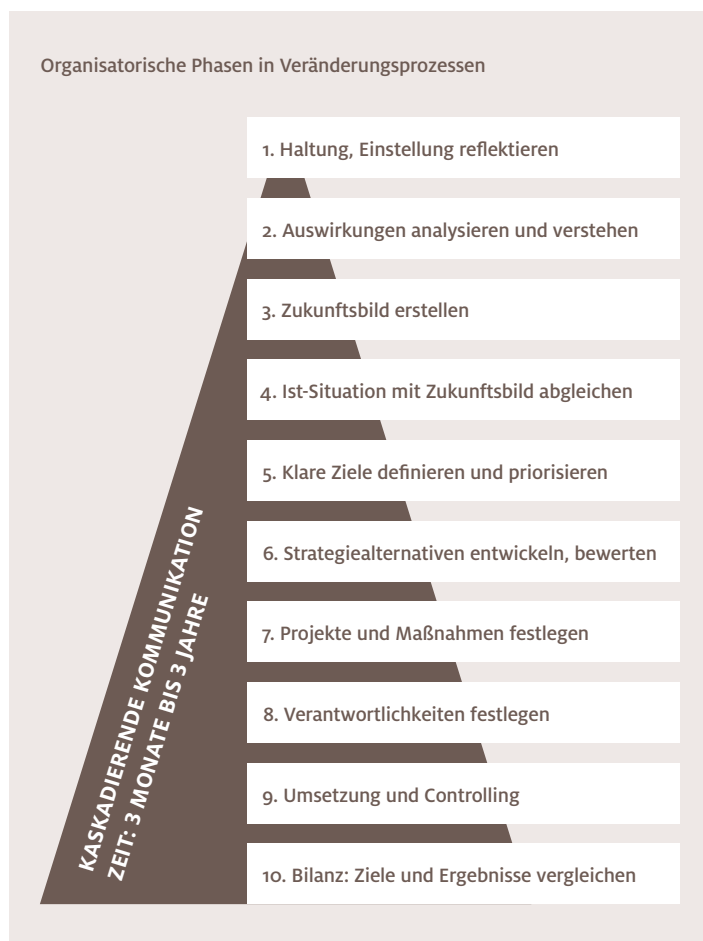 Organisatorische Phasen in Veränderungsprozessen
1. Haltung, Einstellung reflektieren
2. Auswirkungen analysieren und verstehen
3. Zukunftsbild erstellen
4. Ist-Situation mit Zukunftsbild abgleichen
5. Klare Ziele definieren und priorisieren
6. Strategiealternativen entwickeln, bewerten
7. Projekte und Maßnahmen festlegen
8. Verantwortlichkeiten festlegen
9. Umsetzung und Controlling
10. Bilanz: Ziele und Ergebnisse vergleichen
KASKADIERENDE KOMMUNIKATION
ZEIT: 3 MONATE BIS 3 JAHRE